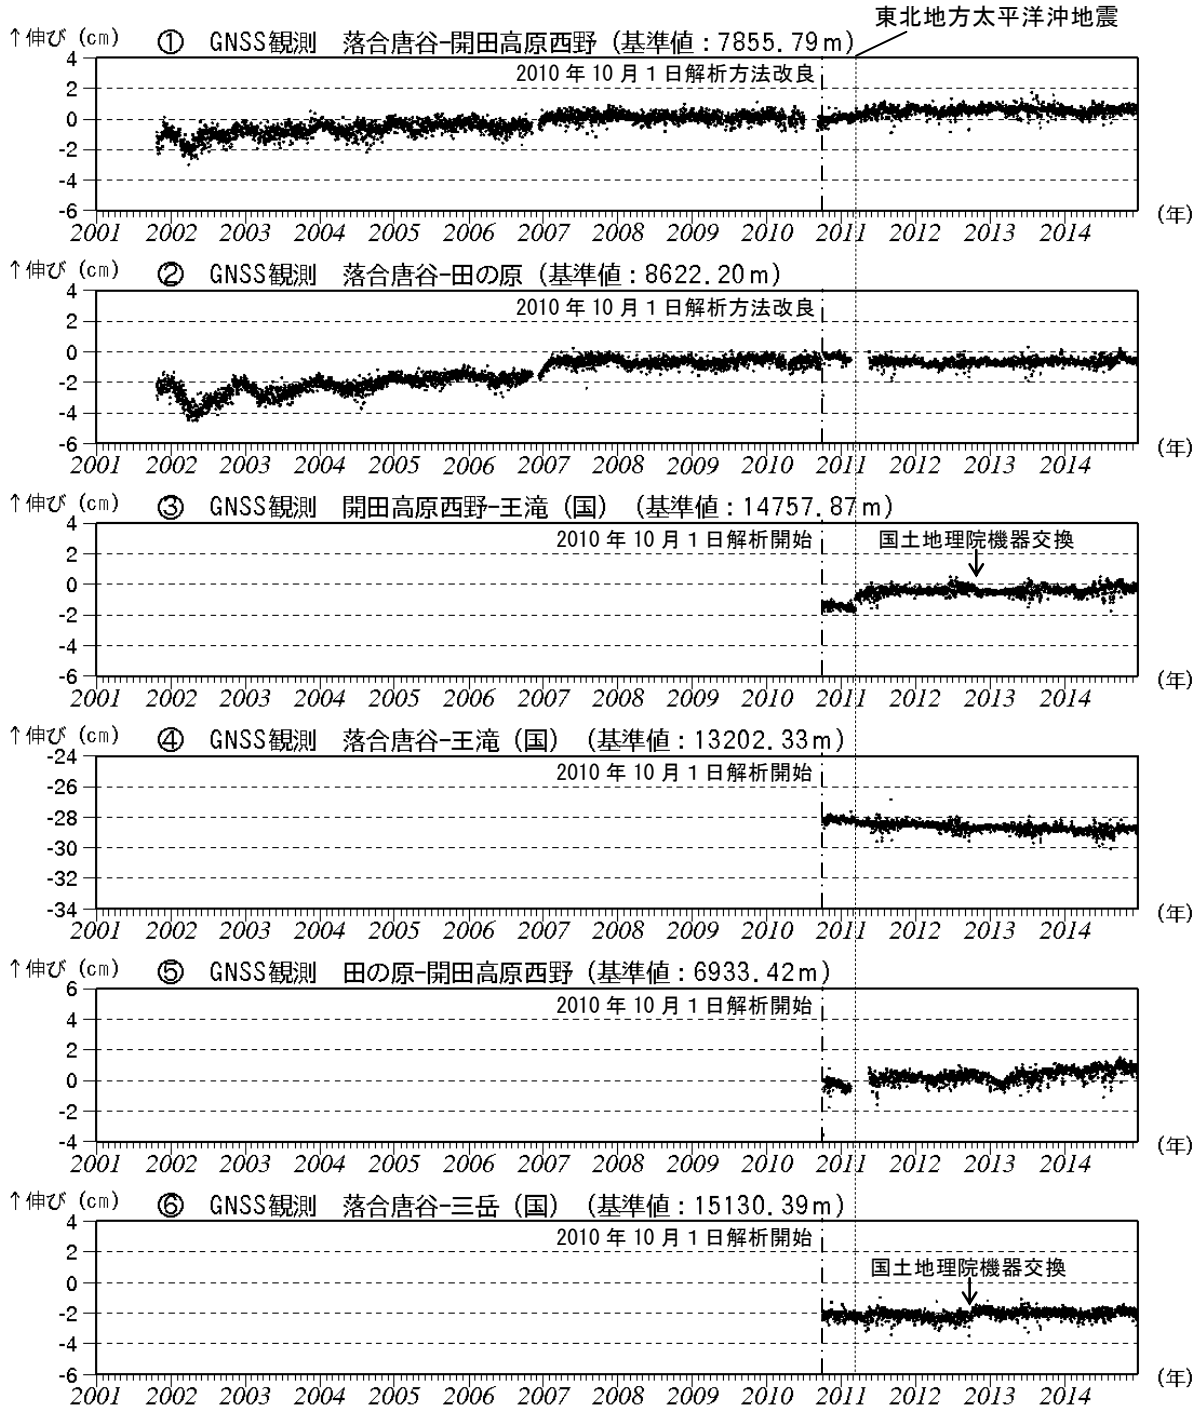 東北地方太平洋沖地震
↑伸び (cm) ① GNSS観測 落合唐谷-開田高原西野 (基準値:7855.79m)
2010年10月1日解析方法改良
4
2
0
-2
-4
-6
2001 2002 2003 2004 2005 2006 2007 2008 2009 2010 2011 2012 2013 2014 (年)
↑伸び (cm) ② GNSS観測 落合唐谷-田の原 (基準値:8622.20m)
2010年10月1日解析方法改良
4
2
0
-2
-4
-6
2001 2002 2003 2004 2005 2006 2007 2008 2009 2010 2011 2012 2013 2014 (年)
↑伸び (cm) ③ GNSS観測 開田高原西野-王滝(国) (基準値:14757.87m)
2010年10月1日解析開始 国土地理院機器交換
4
2
0
-2
-4
-6
2001 2002 2003 2004 2005 2006 2007 2008 2009 2010 2011 2012 2013 2014 (年)
↑伸び (cm) ④ GNSS観測 落合唐谷-王滝(国) (基準値:13202.33m)
2010年10月1日解析開始
-24
-26
-28
-30
-32
-34
2001 2002 2003 2004 2005 2006 2007 2008 2009 2010 2011 2012 2013 2014 (年)
↑伸び (cm) ⑤ GNSS観測 田の原-開田高原西野 (基準値:6933.42m)
2010年10月1日解析開始
6
4
2
0
-2
-4
2001 2002 2003 2004 2005 2006 2007 2008 2009 2010 2011 2012 2013 2014 (年)
↑伸び (cm) ⑥ GNSS観測 落合唐谷-三岳(国) (基準値:15130.39m)
2010年10月1日解析開始
国土地理院機器交換
4
2
0
-2
-4
-6
2001 2002 2003 2004 2005 2006 2007 2008 2009 2010 2011 2012 2013 2014 (年)